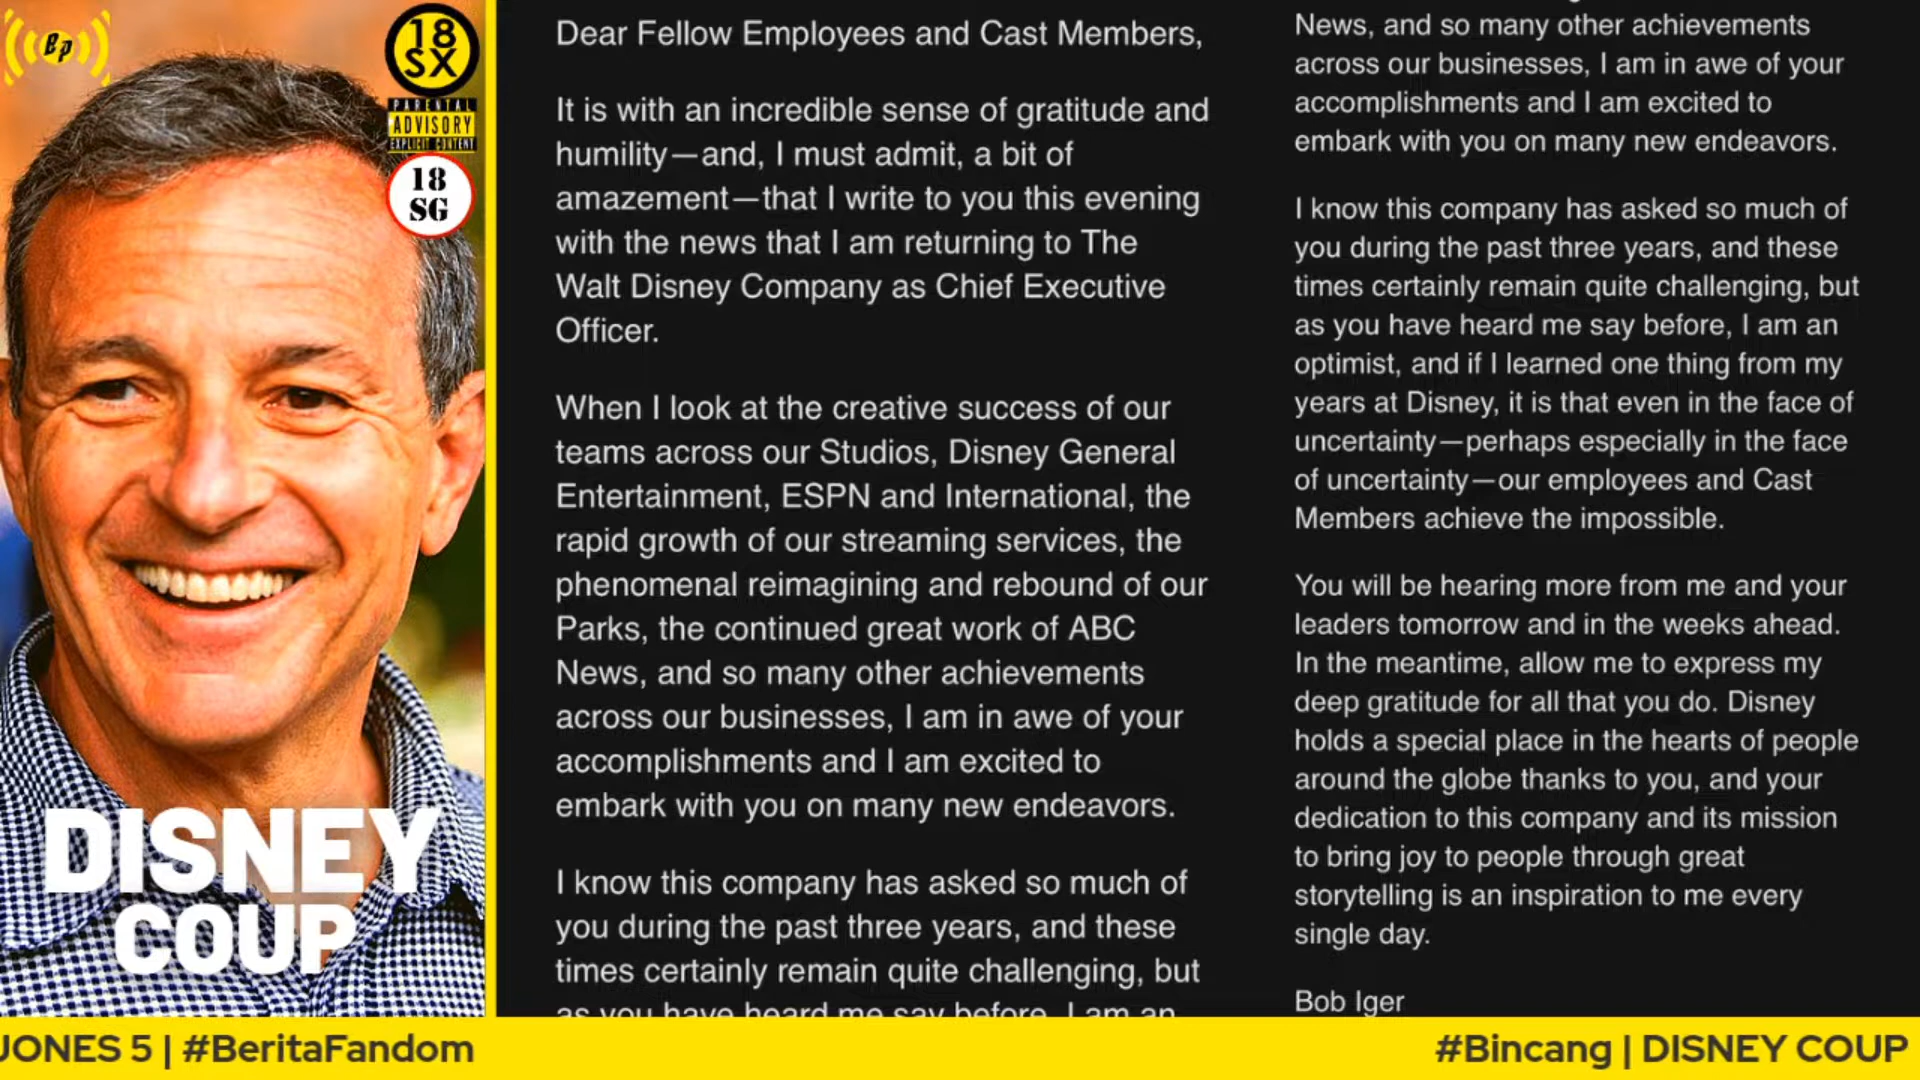 Bp
18
SX
PARENTAL
ADVISORY
EXPLICIT CONTENT
18
SG
DISNEY
COUP
Dear Fellow Employees and Cast Members,
It is with an incredible sense of gratitude and
humility—and, I must admit, a bit of
amazement—that I write to you this evening
with the news that I am returning to The
Walt Disney Company as Chief Executive
Officer.
When I look at the creative success of our
teams across our Studios, Disney General
Entertainment, ESPN and International, the
rapid growth of our streaming services, the
phenomenal reimagining and rebound of our
Parks, the continued great work of ABC
News, and so many other achievements
across our businesses, I am in awe of your
accomplishments and I am excited to
embark with you on many new endeavors.
I know this company has asked so much of
you during the past three years, and these
times certainly remain quite challenging, but
as you have heard me say before, I am an
News, and so many other achievements
across our businesses, I am in awe of your
accomplishments and I am excited to
embark with you on many new endeavors.
I know this company has asked so much of
you during the past three years, and these
times certainly remain quite challenging, but
as you have heard me say before, I am an
optimist, and if I learned one thing from my
years at Disney, it is that even in the face of
uncertainty—perhaps especially in the face
of uncertainty—our employees and Cast
Members achieve the impossible.
You will be hearing more from me and your
leaders tomorrow and in the weeks ahead.
In the meantime, allow me to express my
deep gratitude for all that you do. Disney
holds a special place in the hearts of people
around the globe thanks to you, and your
dedication to this company and its mission
to bring joy to people through great
storytelling is an inspiration to me every
single day.
Bob Iger
JONES 5 | #BeritaFandom
#Bincang | DISNEY COUP